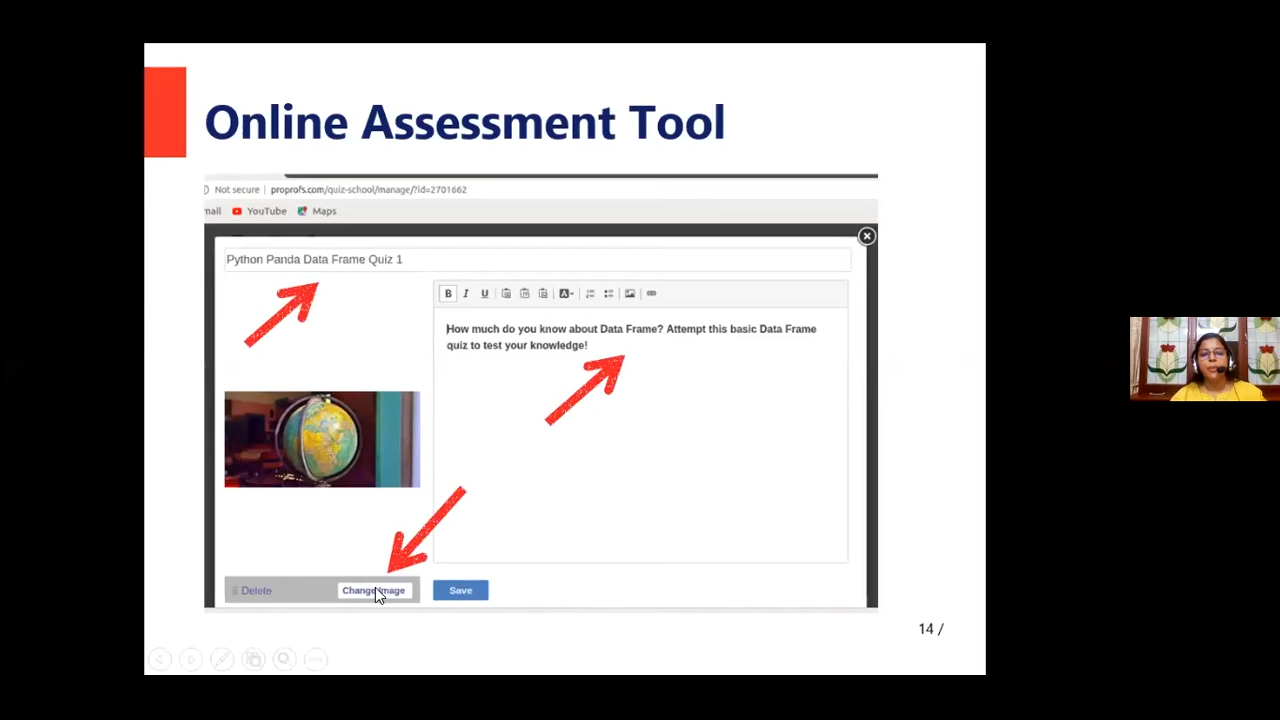 Online Assessment Tool
Not secure | proprofs.com/quiz-school/manage/?id=2701662
mail YouTube Maps
Python Panda Data Frame Quiz 1
B I U A
How much do you know about Data Frame? Attempt this basic Data Frame
quiz to test your knowledge!
Delete Change Image Save
14 /